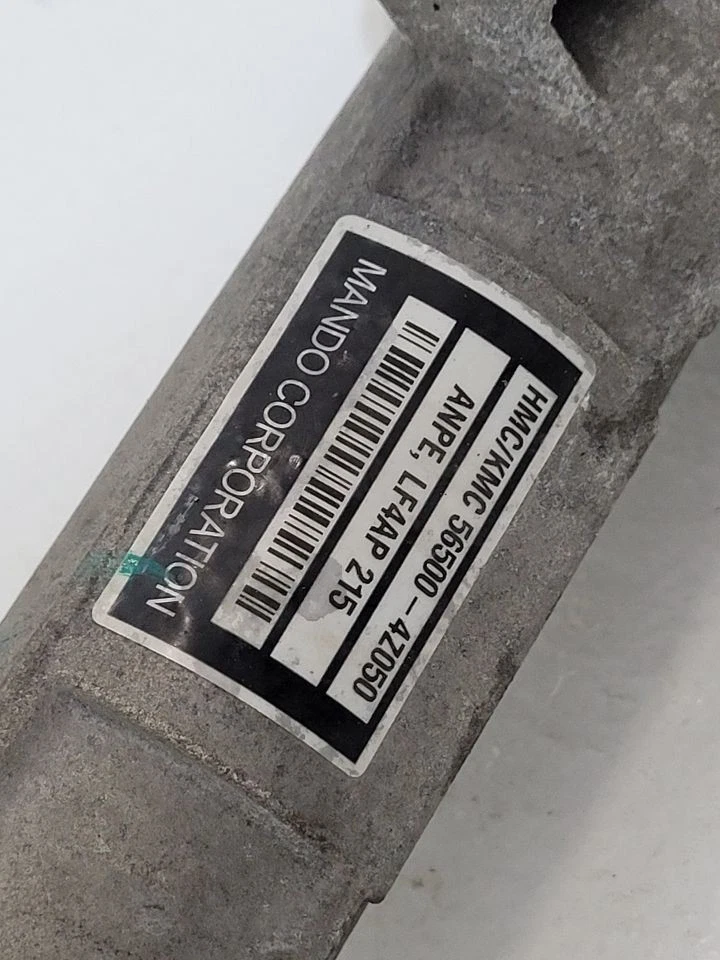 MANDO CORPORATION
ANPE, LF4AP 215
HMC/KMC 56500-4Z050